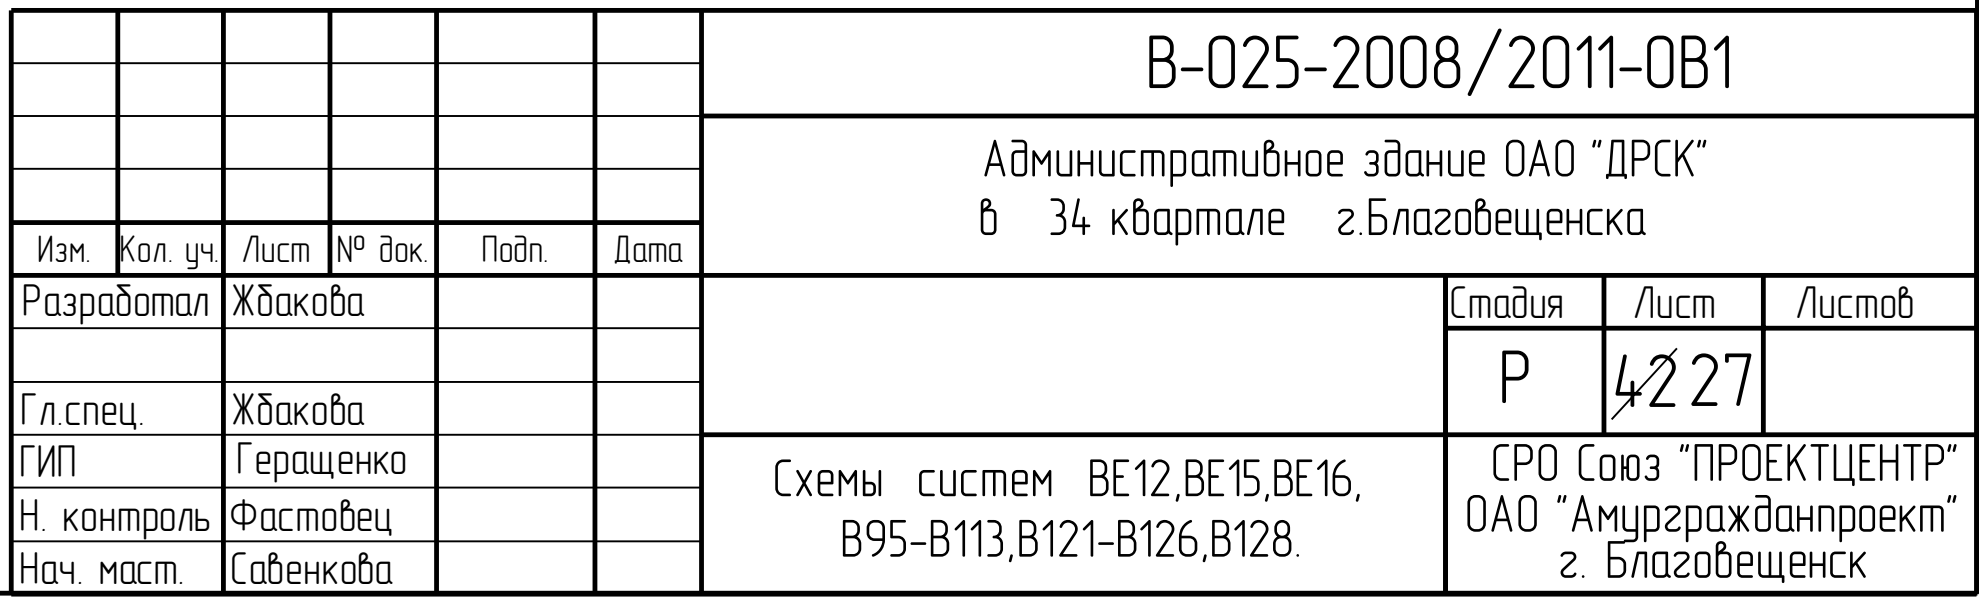 В-025-2008/2011-ОВ1
Административное здание ОАО "ДРСК"
в 34 квартале г.Благовещенска
Изм. Кол. уч. Лист № док. Подп. Дата
Разработал Жбакова
Стадия Лист Листов
Р 42 27
Гл.спец. Жбакова
ГИП Геращенко
Н. контроль Фастовец
Нач. маст. Савенкова
Схемы систем ВЕ12,ВЕ15,ВЕ16,
В95-В113,В121-В126,В128.
СРО Союз "ПРОЕКТЦЕНТР"
ОАО "Амургражданпроект"
г. Благовещенск